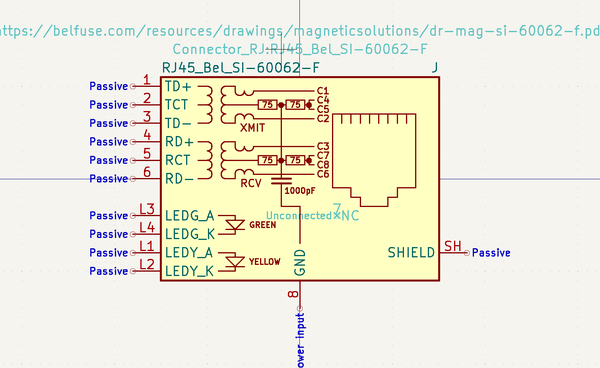 https://belfuse.com/resources/drawings/magneticsolutions/dr-mag-si-60062-f.pd
Connector_RJ:RJ45_Bel_SI-60062-F
RJ45_Bel_SI-60062-F J
Passive 1 TD+ C1
Passive 2 TCT 75 75 C4
C5
Passive 3 TD- C2
XMIT
Passive 4 RD+ C3
Passive 5 RCT 75 75 C7
C8
Passive 6 RD- C6
RCV 1000pF
7
Passive L3 LEDG_A Unconnected NC
Passive L4 LEDG_K GREEN
Passive L1 LEDY_A YELLOW GND SHIELD SH Passive
Passive L2 LEDY_K
8
ower input